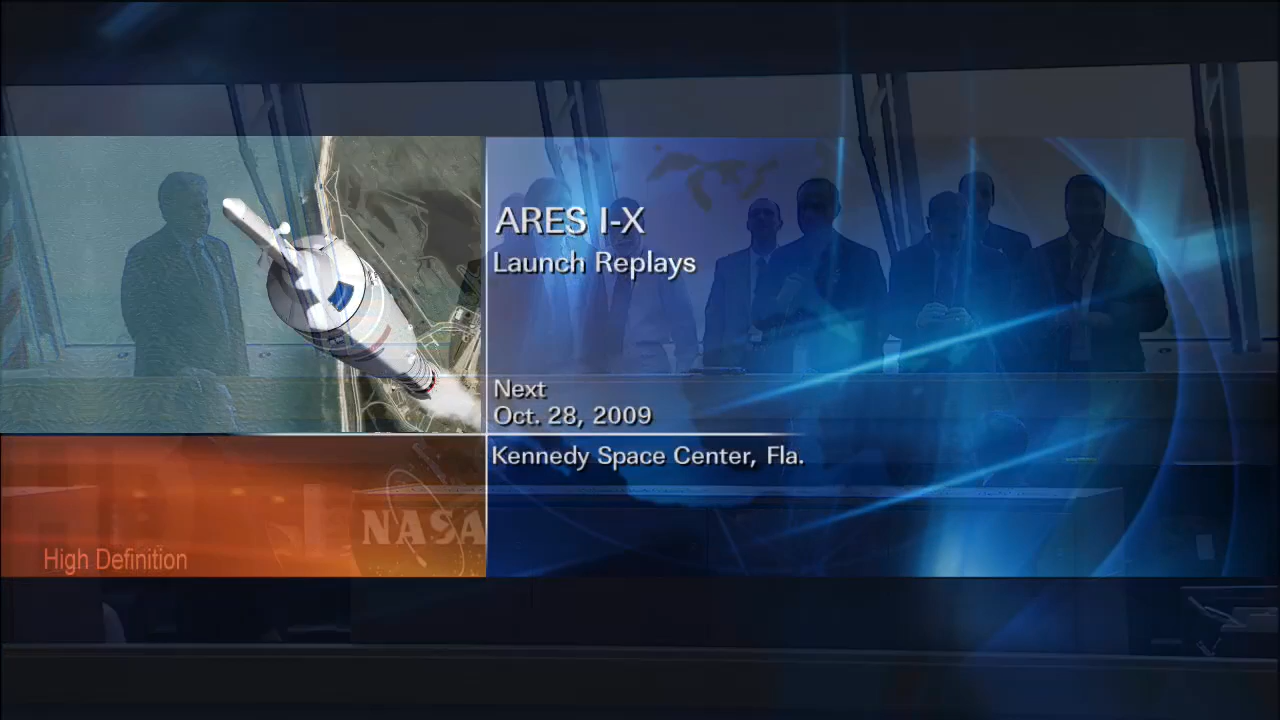 ARES I-X
Launch Replays
Next
Oct. 28, 2009
Kennedy Space Center, Fla.
NASA
High Definition